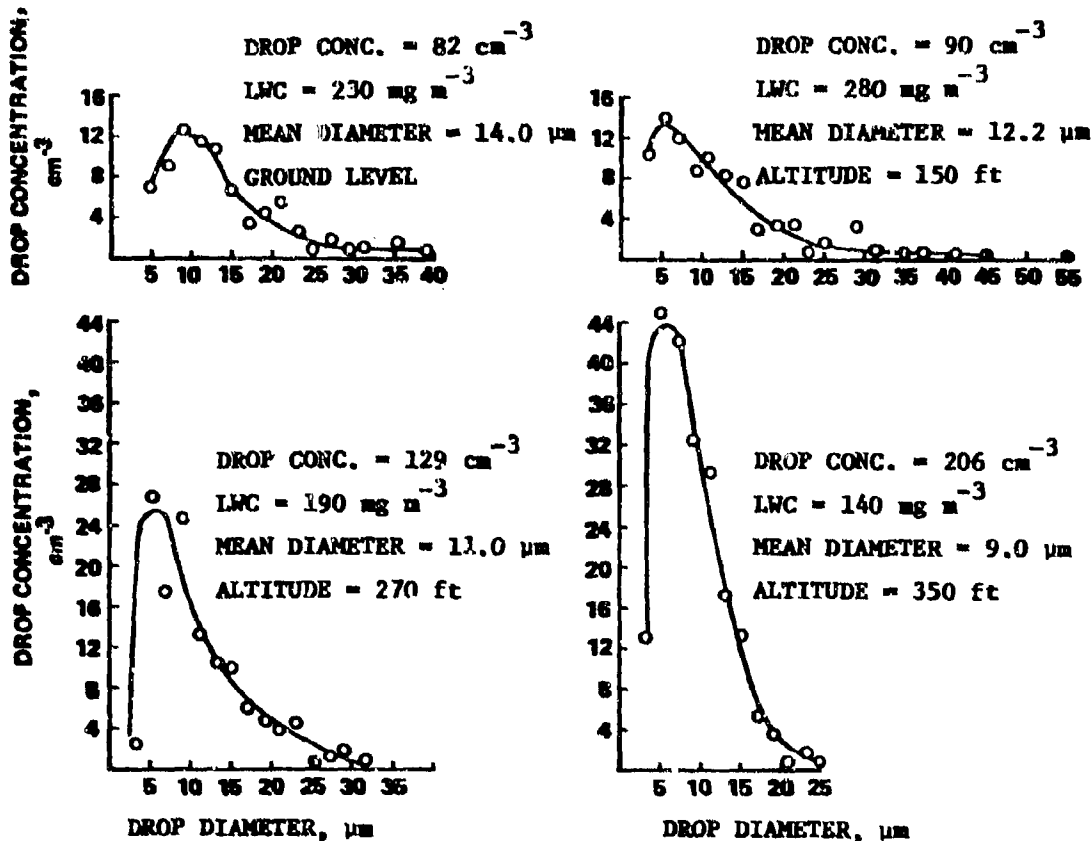 DROP CONCENTRATION,
cm-3
DROP CONC. = 82 cm-3
LWC = 230 mg m-3
MEAN DIAMETER = 14.0 µm
GROUND LEVEL
16
12
8
4
5 10 15 20 25 30 35 40
DROP CONC. = 90 cm-3
LWC = 280 mg m-3
MEAN DIAMETER = 12.2 µm
ALTITUDE = 150 ft
16
12
8
4
5 10 15 20 25 30 35 40 45 50 55
DROP CONCENTRATION,
cm-3
44
40
36
32
28
24
20
16
12
8
4
DROP CONC. = 129 cm-3
LWC = 190 mg m-3
MEAN DIAMETER = 11.0 µm
ALTITUDE = 270 ft
5 10 15 20 25 30 35
DROP DIAMETER, µm
44
40
36
32
28
24
20
16
12
8
4
DROP CONC. = 206 cm-3
LWC = 140 mg m-3
MEAN DIAMETER = 9.0 µm
ALTITUDE = 350 ft
5 10 15 20 25
DROP DIAMETER, µm